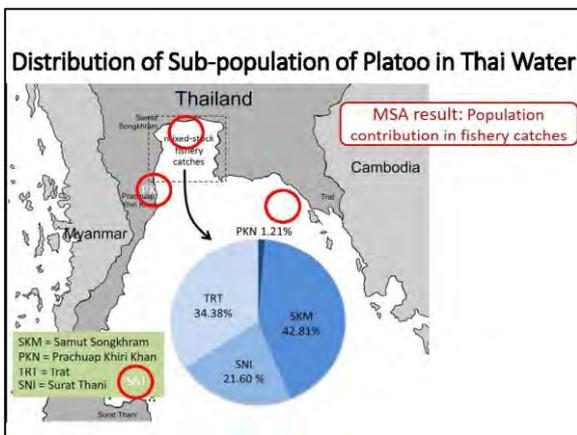 Distribution of Sub-population of Platoo in Thai Water
Thailand
MSA result: Population
contribution in fishery catches
Samut
Songkhram
mixed-stock
fishery
catches
Cambodia
Prachuap
Khiri Khan
Trat
Myanmar
PKN 1.21%
TRT
34.38%
SKM
42.81%
SNI
21.60 %
SKM = Samut Songkhram
PKN = Prachuap Khiri Khan
TRT = Trat
SNI = Surat Thani
SNI
Surat Thani